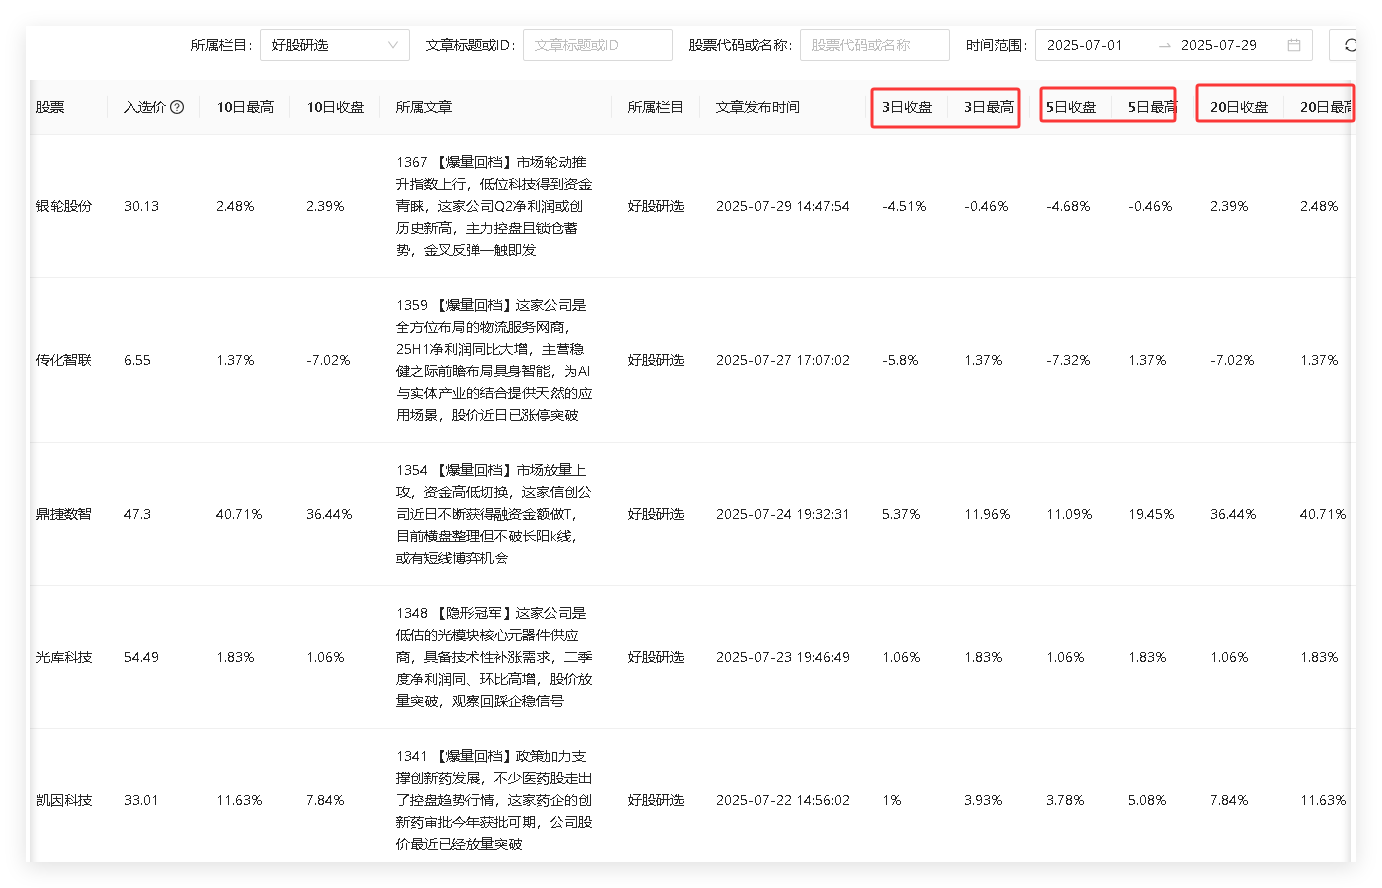 所属栏目: 好股研选 文章标题或ID: 文章标题或ID 股票代码或名称: 股票代码或名称 时间范围: 2025-07-01 → 2025-07-29
股票 入选价 ? 10日最高 10日收盘 所属文章 所属栏目 文章发布时间 3日收盘 3日最高 5日收盘 5日最高 20日收盘 20日最高
1367 【爆量回档】市场轮动推
升指数上行，低位科技得到资金
银轮股份 30.13 2.48% 2.39% 青睐，这家公司Q2净利润或创 好股研选 2025-07-29 14:47:54 -4.51% -0.46% -4.68% -0.46% 2.39% 2.48%
历史新高，主力控盘且锁仓蓄
势，金叉反弹一触即发
1359 【爆量回档】这家公司是
全方位布局的物流服务网商，
25H1净利润同比大增，主营稳
传化智联 6.55 1.37% -7.02% 健之际前瞻布局具身智能，为AI 好股研选 2025-07-27 17:07:02 -5.8% 1.37% -7.32% 1.37% -7.02% 1.37%
与实体产业的结合提供天然的应
用场景，股价近日已涨停突破
1354 【爆量回档】市场放量上
攻，资金高低切换，这家信创公
鼎捷数智 47.3 40.71% 36.44% 司近日不断获得融资金额做T， 好股研选 2025-07-24 19:32:31 5.37% 11.96% 11.09% 19.45% 36.44% 40.71%
目前横盘整理但不破长阳k线，
或有短线博弈机会
1348 【隐形冠军】这家公司是
低估的光模块核心元器件供应
光库科技 54.49 1.83% 1.06% 商，具备技术性补涨需求，二季 好股研选 2025-07-23 19:46:49 1.06% 1.83% 1.06% 1.83% 1.06% 1.83%
度净利润同、环比高增，股价放
量突破，观察回踩企稳信号
1341 【爆量回档】政策加力支
撑创新药发展，不少医药股走出
凯因科技 33.01 11.63% 7.84% 了控盘趋势行情，这家药企的创 好股研选 2025-07-22 14:56:02 1% 3.93% 3.78% 5.08% 7.84% 11.63%
新药审批今年获批可期，公司股
价最近已经放量突破